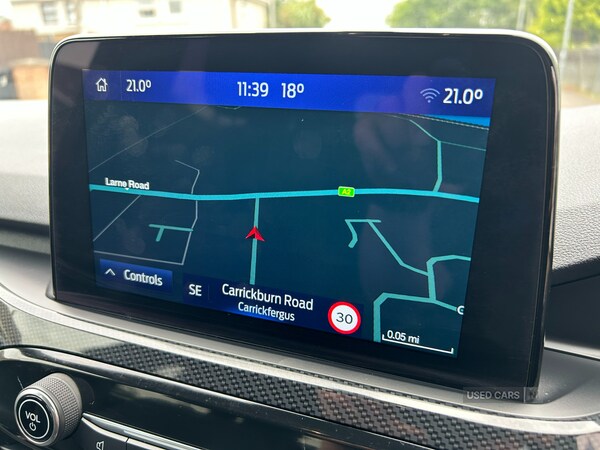 21.0° 11:39 18° 21.0°
Larne Road
A2
Controls
SE Carrickburn Road
Carrickfergus
30
G
0.05 mi
VOL
USED CARS